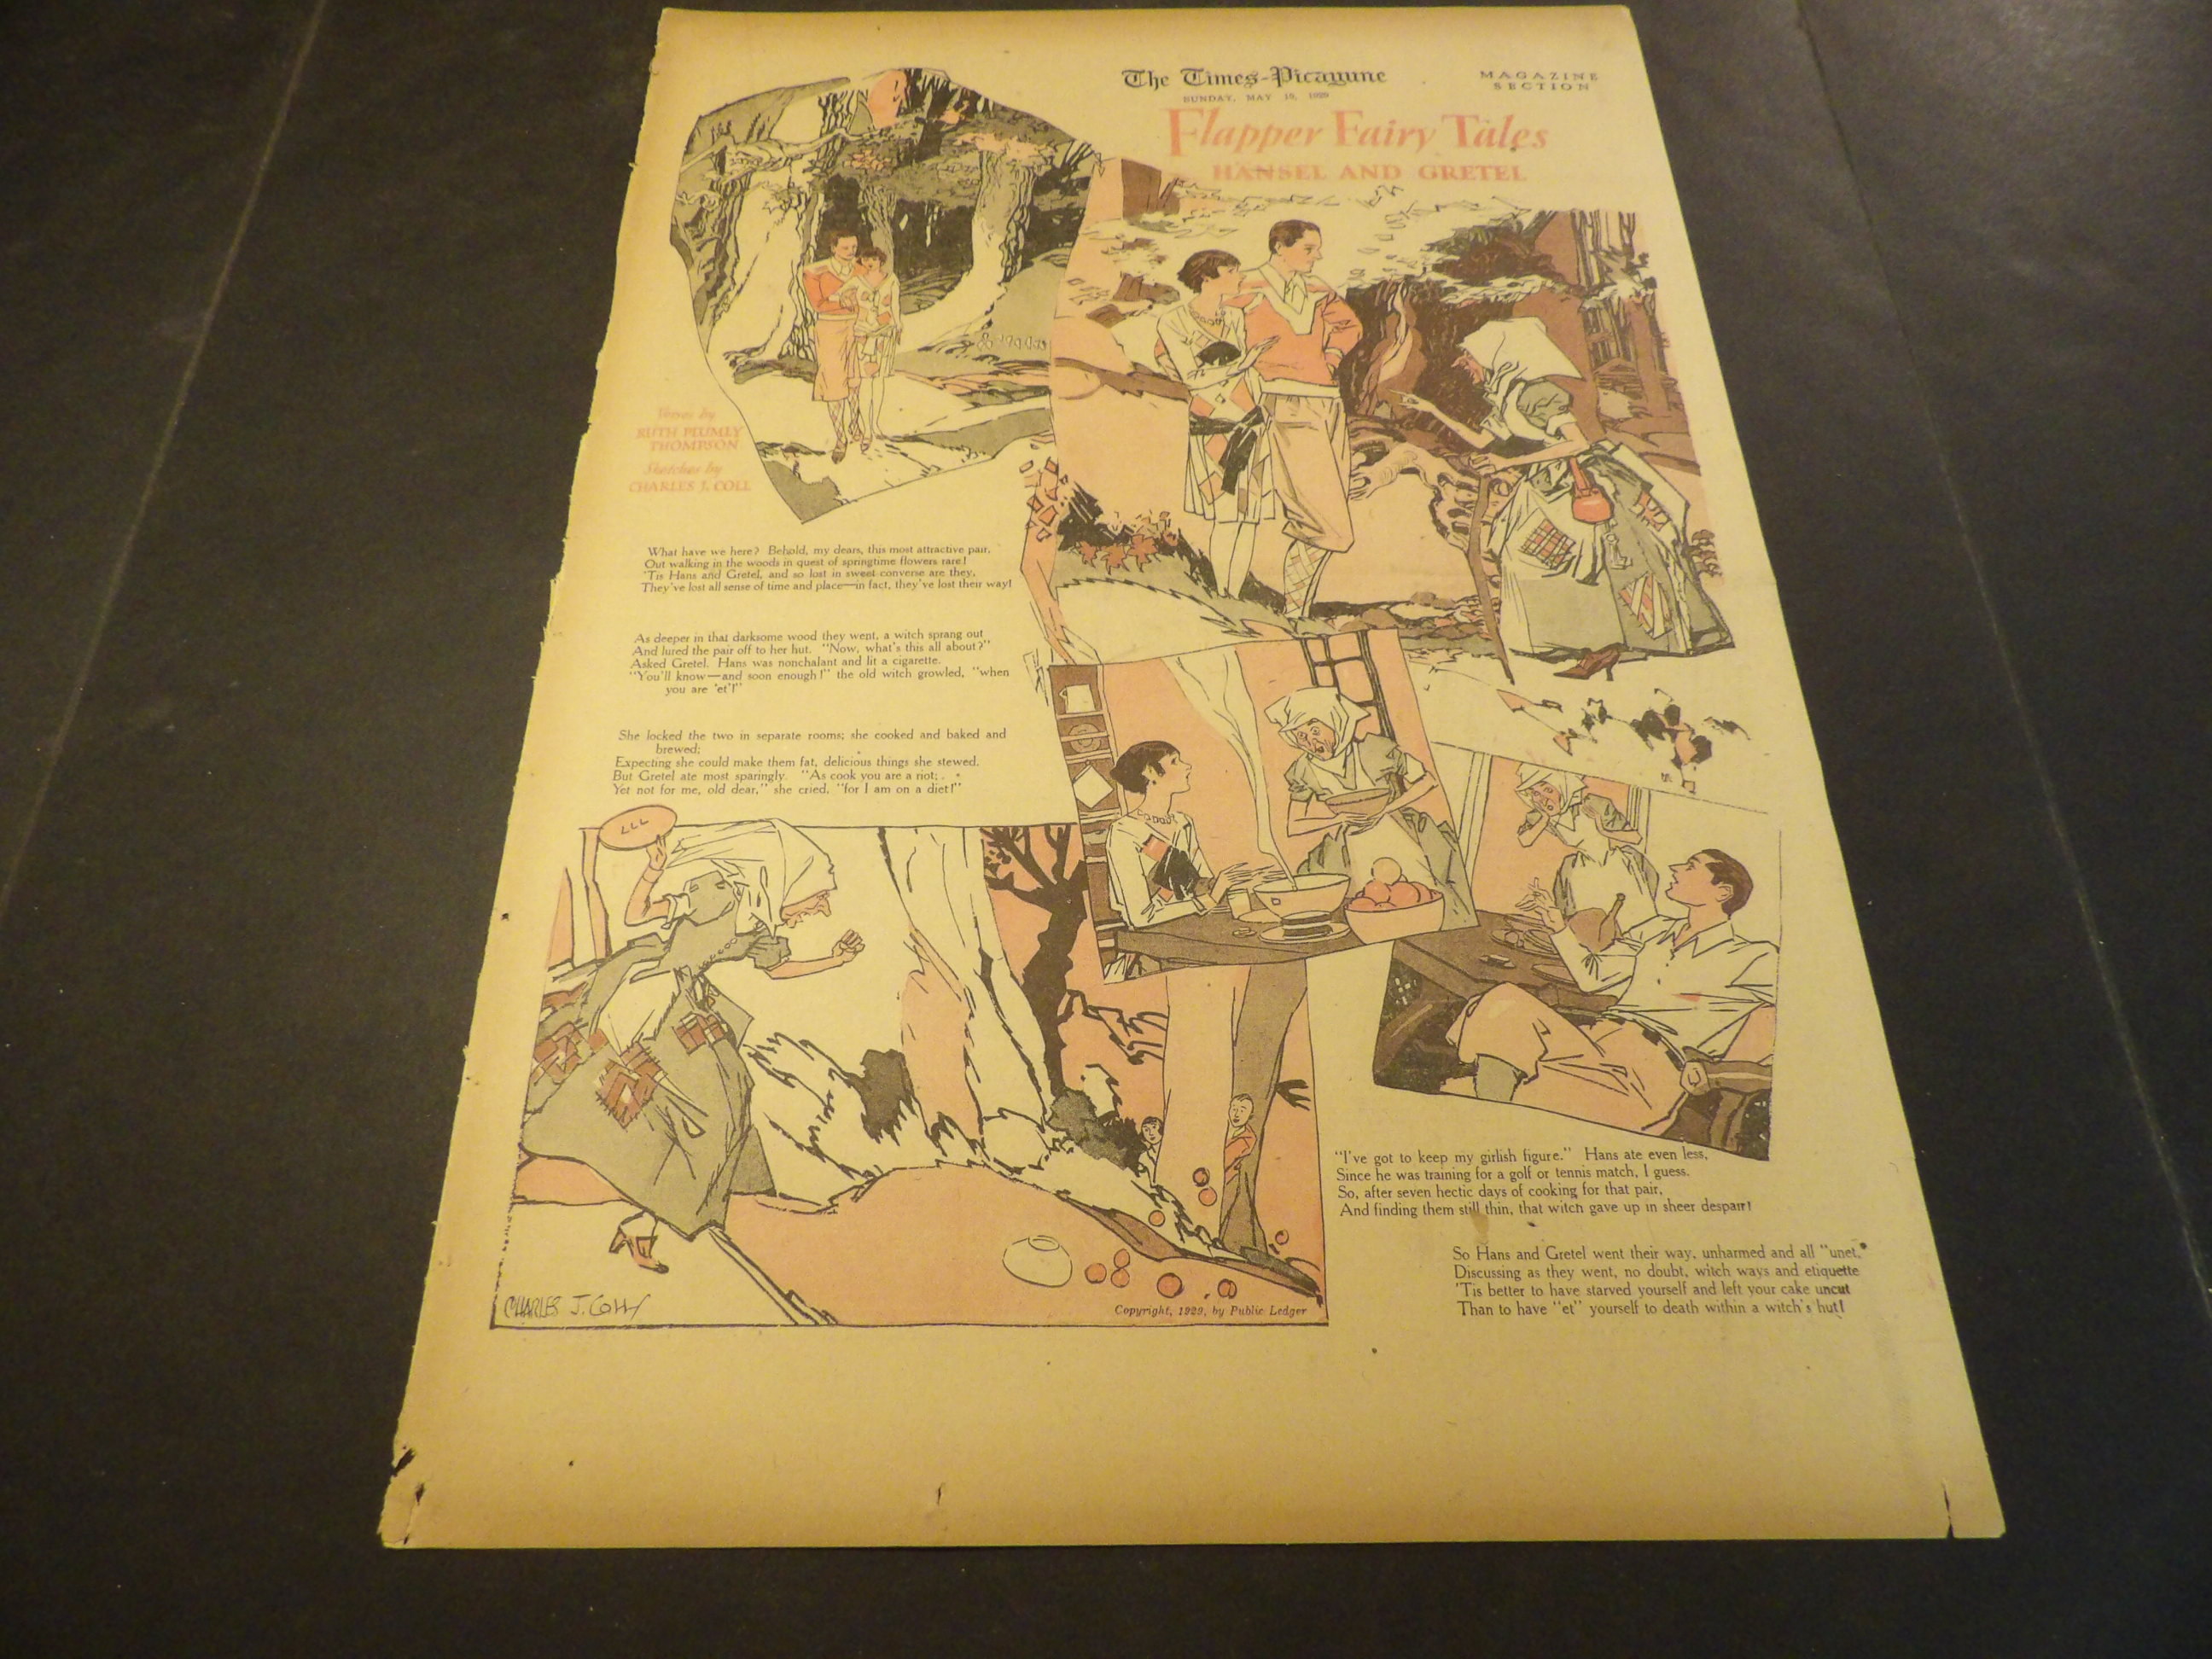 The Times-Picayune
MAGAZINE
SECTION
SUNDAY, MAY 19, 1929
Flapper Fairy Tales
HANSEL AND GRETEL
Verses by
RUTH PLUMLY
THOMPSON
Sketches by
CHARLES J. COLL
What have we here? Behold, my dears, this most attractive pair,
Out walking in the woods in quest of springtime flowers rare!
'Tis Hans and Gretel, and so lost in sweet converse are they,
They've lost all sense of time and place—in fact, they've lost their way!
As deeper in that darksome wood they went, a witch sprang out
And lured the pair off to her hut. "Now, what's this all about?"
Asked Gretel. Hans was nonchalant and lit a cigarette.
"You'll know—and soon enough!" the old witch growled, "when
you are 'et'!"
She locked the two in separate rooms; she cooked and baked and
brewed;
Expecting she could make them fat, delicious things she stewed.
But Gretel ate most sparingly. "As cook you are a riot;
Yet not for me, old dear," she cried, "for I am on a diet!"
"I've got to keep my girlish figure." Hans ate even less,
Since he was training for a golf or tennis match, I guess.
So, after seven hectic days of cooking for that pair,
And finding them still thin, that witch gave up in sheer despair!
So Hans and Gretel went their way, unharmed and all "unet,"
Discussing as they went, no doubt, witch ways and etiquette
'Tis better to have starved yourself and left your cake uncut
Than to have "et" yourself to death within a witch's hut!
CHARLES J. COLL
Copyright, 1929, by Public Ledger